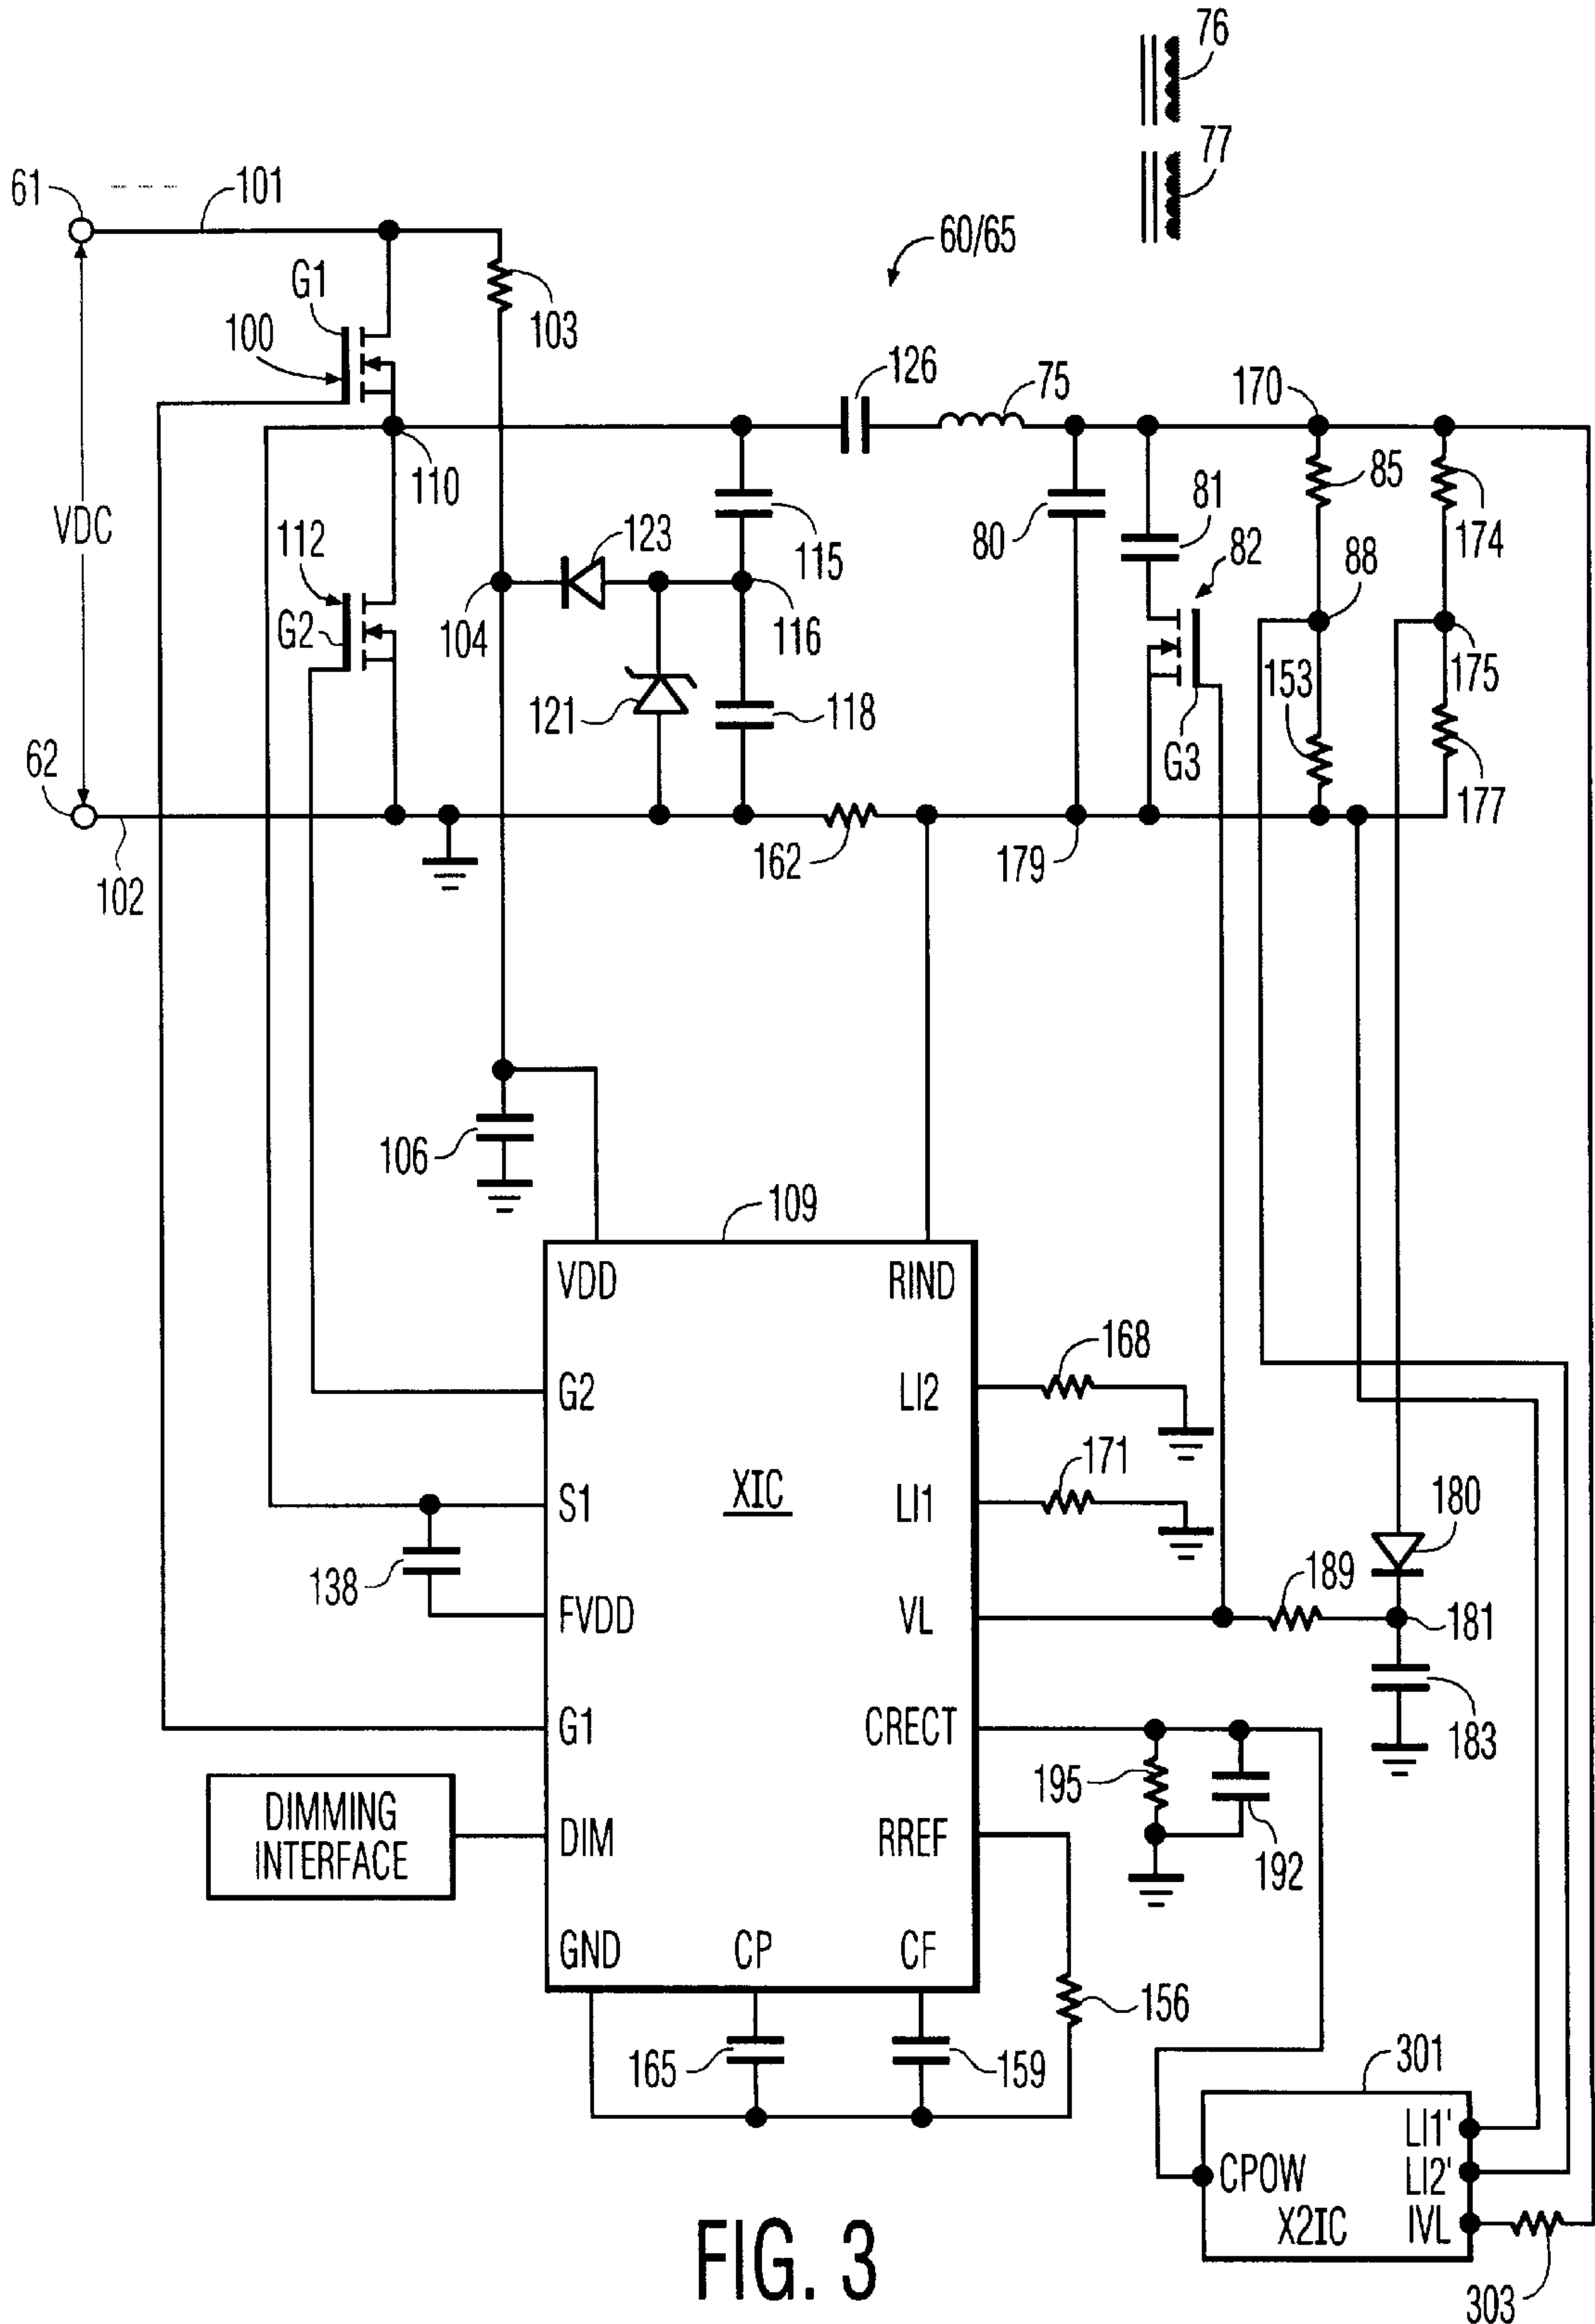 76
77
61
101
60/65
G1
100
103
126
75
170
110
VDC
85
81
174
123
115
80
82
112
88
G2
104
116
175
153
121
118
G3
62
177
162
179
102
106
109
VDD
RIND
168
G2
LI2
171
S1
XIC
LI1
180
138
189
FVDD
VL
181
G1
CRECT
183
195
DIMMING
INTERFACE
DIM
RREF
192
GND
CP
CF
156
165
159
301
LI1'
CPOW
LI2'
X2IC
IVL
303
FIG. 3